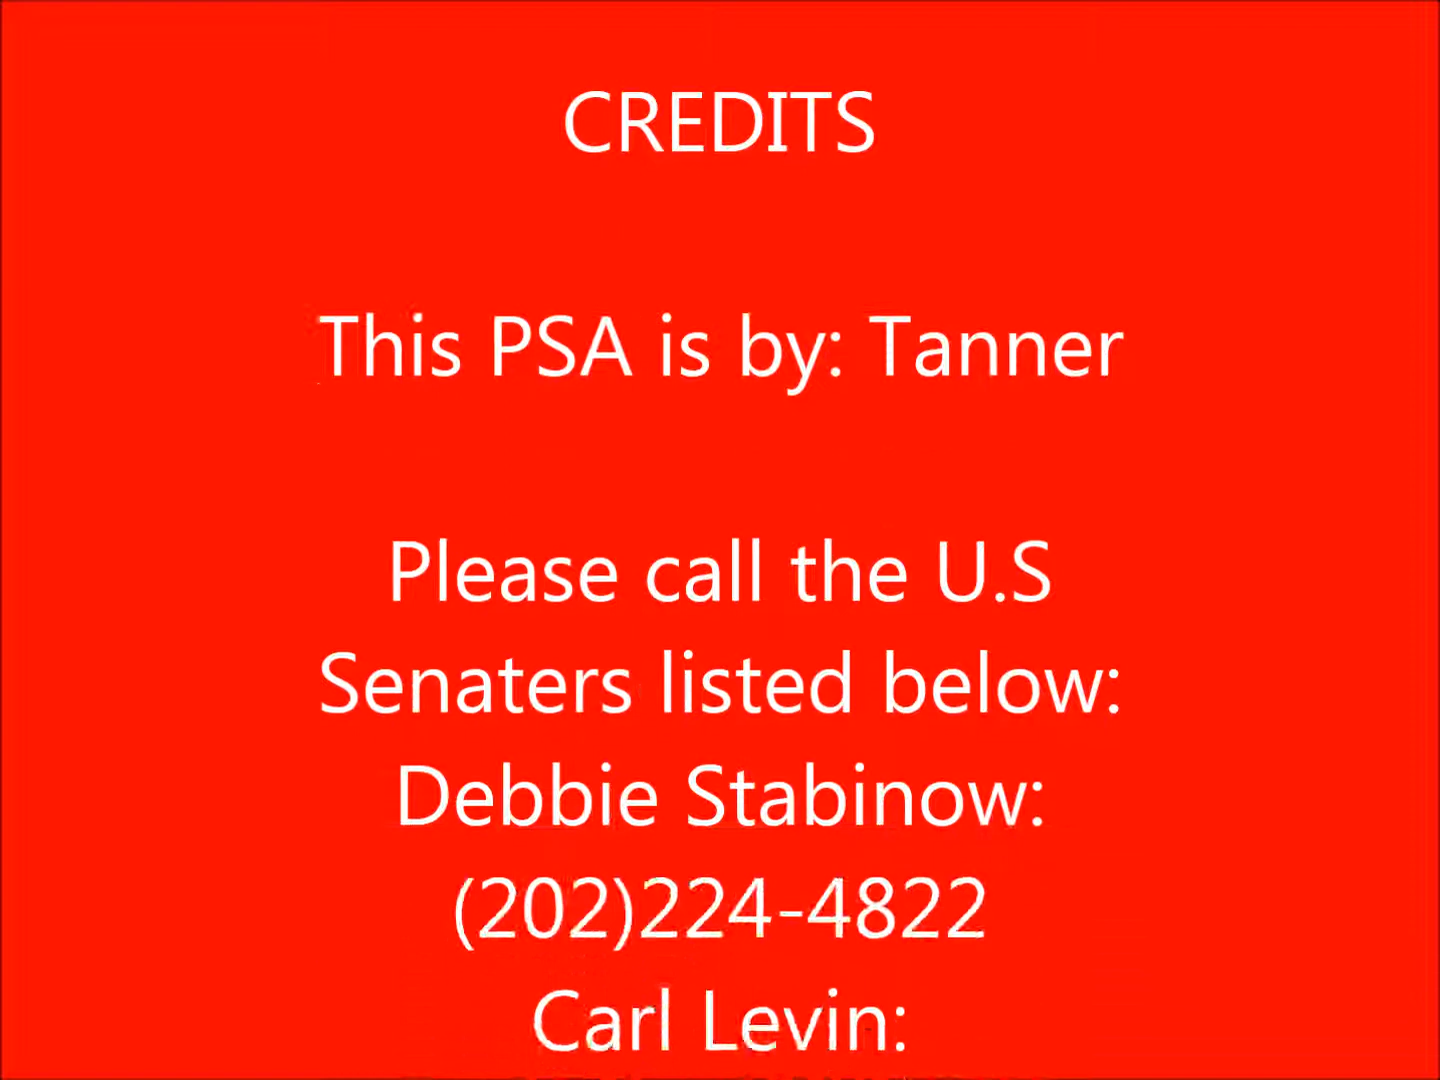 CREDITS
This PSA is by: Tanner
Please call the U.S
Senaters listed below:
Debbie Stabinow:
(202)224-4822
Carl Levin: